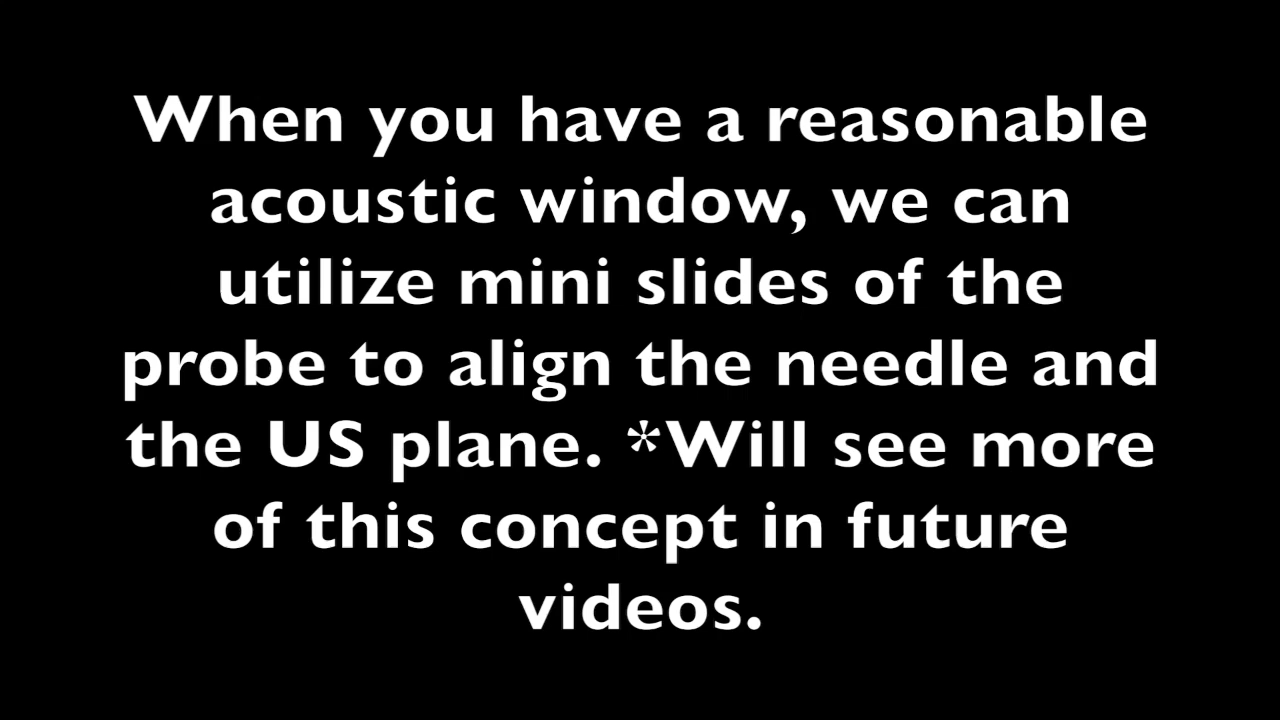 When you have a reasonable
acoustic window, we can
utilize mini slides of the
probe to align the needle and
the US plane. *Will see more
of this concept in future
videos.